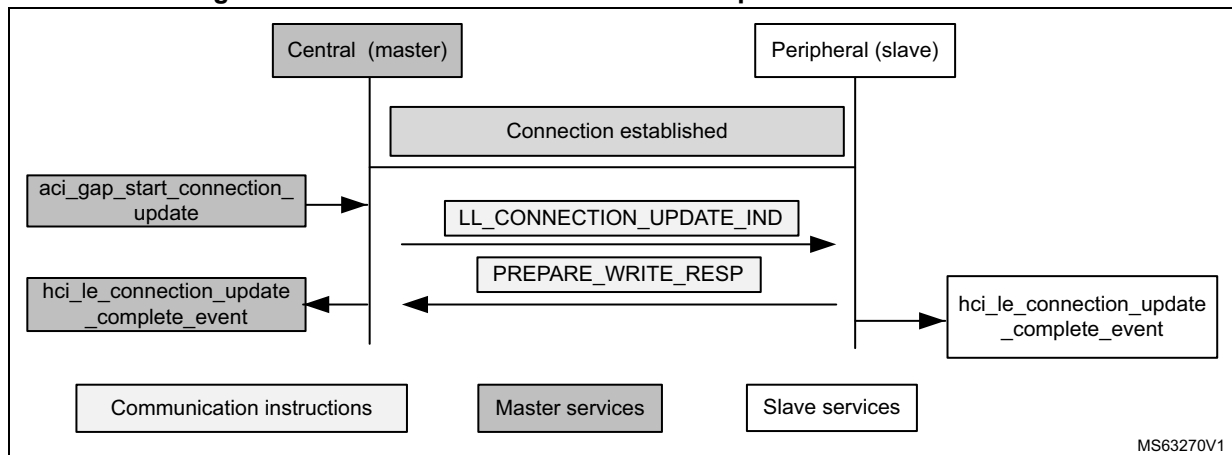 Central  (master)
Peripheral (slave)
Connection established
aci_gap_start_connection_
update
LL_CONNECTION_UPDATE_IND
PREPARE_WRITE_RESP
hci_le_connection_update
_complete_event
hci_le_connection_update
_complete_event
Communication instructions
Master services
Slave services
MS63270V1